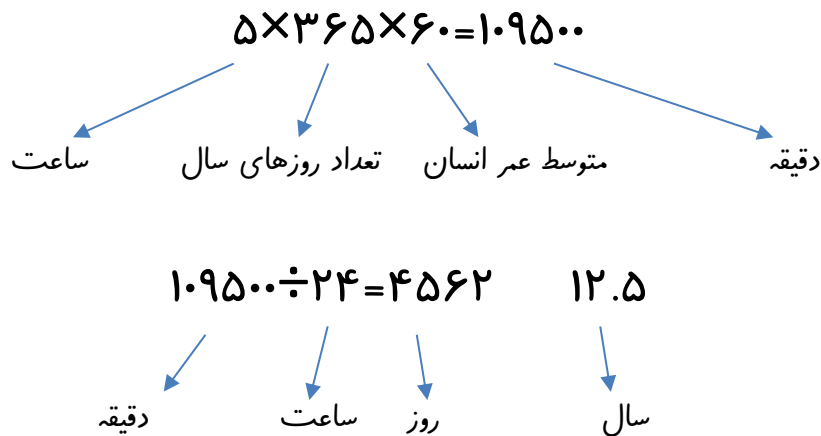 ۵×۳۶۵×۶۰=۱۰۹۵۰۰
ساعت تعداد روزهای سال متوسط عمر انسان دقیقه
۱۰۹۵۰۰÷۲۴=۴۵۶۲ ۱۲.۵
دقیقه ساعت روز سال